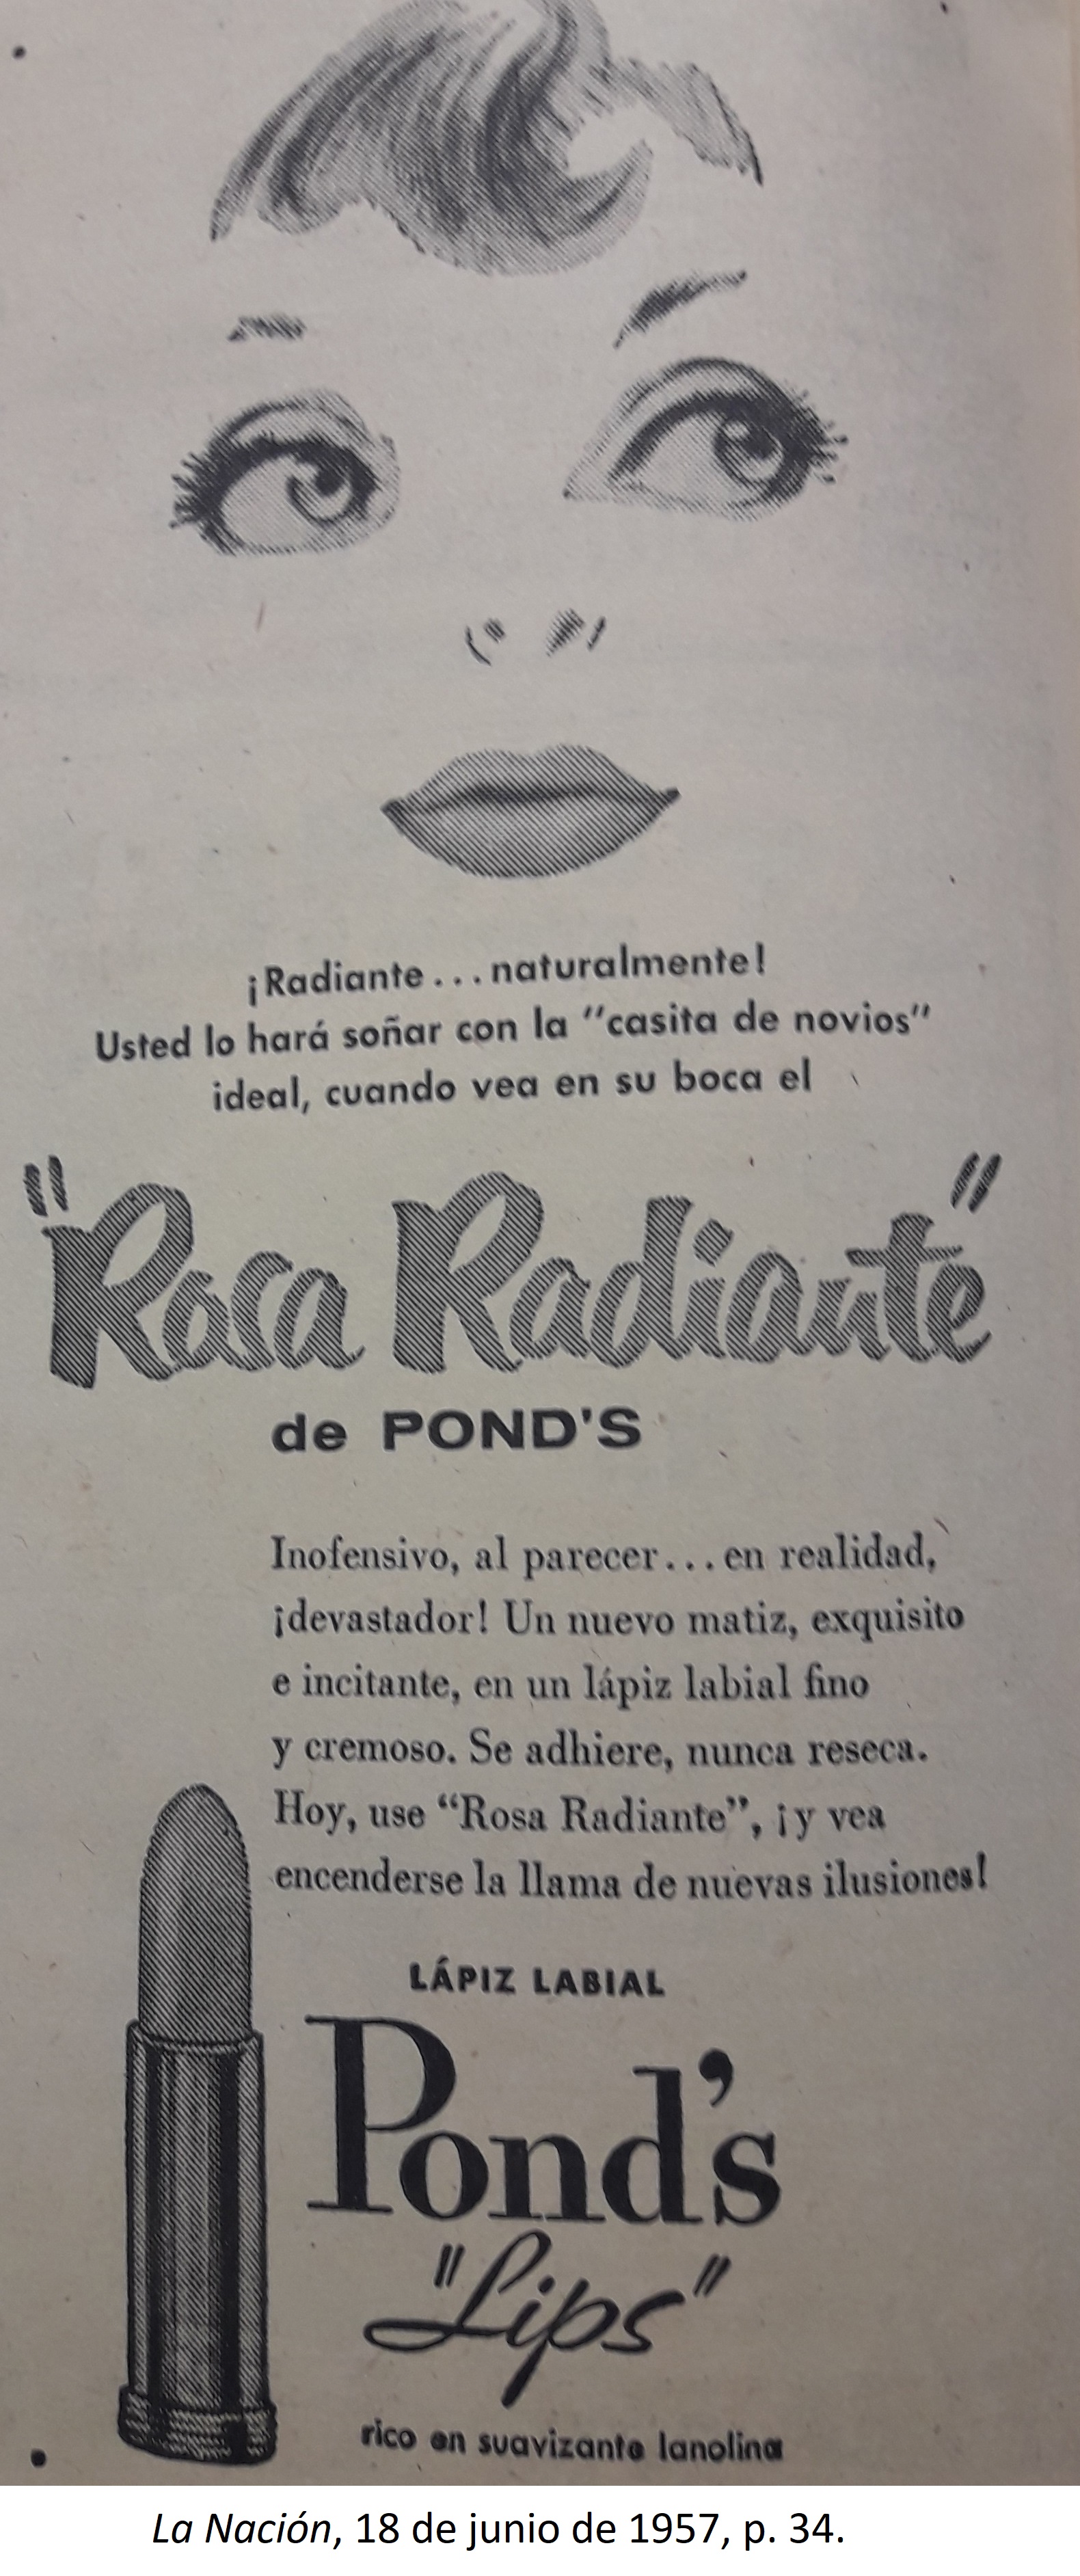 ¡Radiante... naturalmente!
Usted lo hará soñar con la "casita de novios"
ideal, cuando vea en su boca el
"Rosa Radiante"
de POND'S
Inofensivo, al parecer... en realidad,
¡devastador! Un nuevo matiz, exquisito
e incitante, en un lápiz labial fino
y cremoso. Se adhiere, nunca reseca.
Hoy, use “Rosa Radiante”, ¡y vea
encenderse la llama de nuevas ilusiones!
LÁPIZ LABIAL
Pond's
"Lips"
rico en suavizante lanolina
La Nación, 18 de junio de 1957, p. 34.